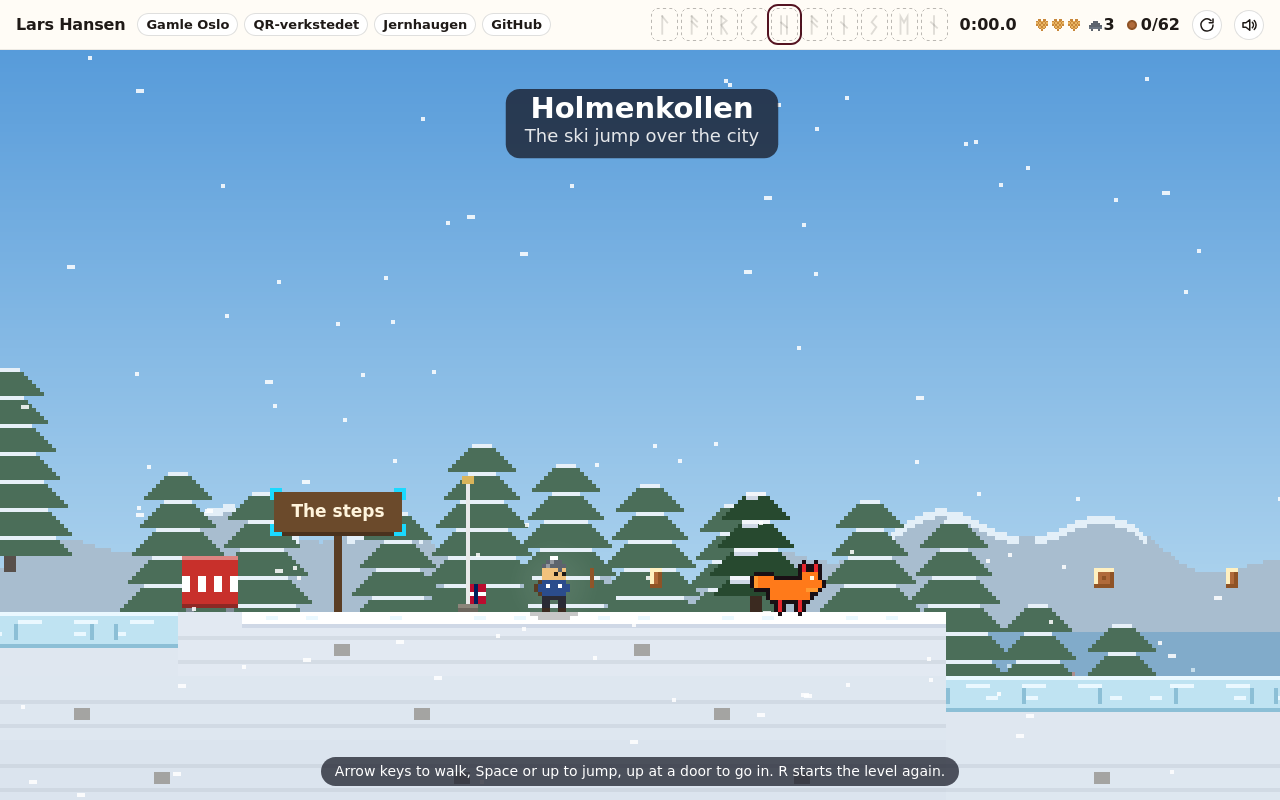 Lars Hansen Gamle Oslo QR-verkstedet Jernhaugen GitHub ᛚ ᚨ ᚱ ᛊ ᚺ ᚨ ᚾ ᛊ ᛖ ᚾ 0:00.0 3 0/62
Holmenkollen
The ski jump over the city
The steps
Arrow keys to walk, Space or up to jump, up at a door to go in. R starts the level again.